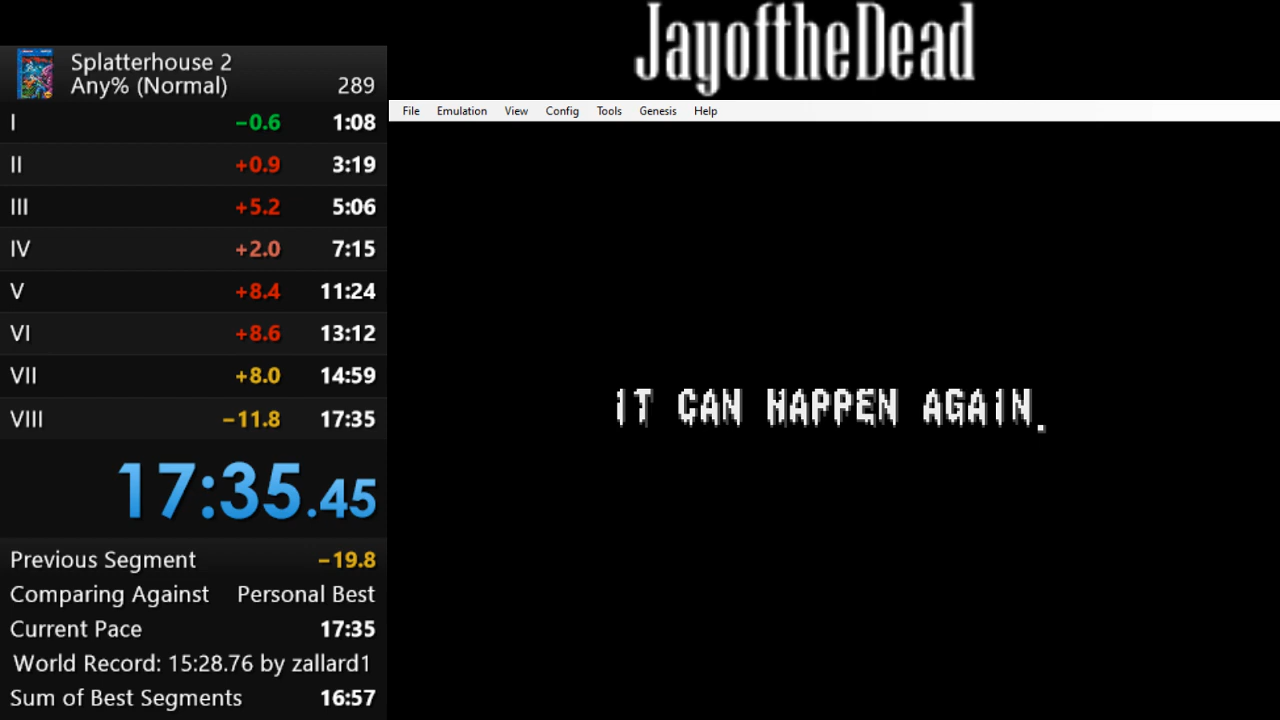 JayoftheDead
Splatterhouse 2
Any% (Normal) 289
File Emulation View Config Tools Genesis Help
I −0.6 1:08
II +0.9 3:19
III +5.2 5:06
IV +2.0 7:15
V +8.4 11:24
VI +8.6 13:12
VII +8.0 14:59
VIII −11.8 17:35
IT CAN HAPPEN AGAIN.
17:35.45
Previous Segment −19.8
Comparing Against Personal Best
Current Pace 17:35
World Record: 15:28.76 by zallard1
Sum of Best Segments 16:57